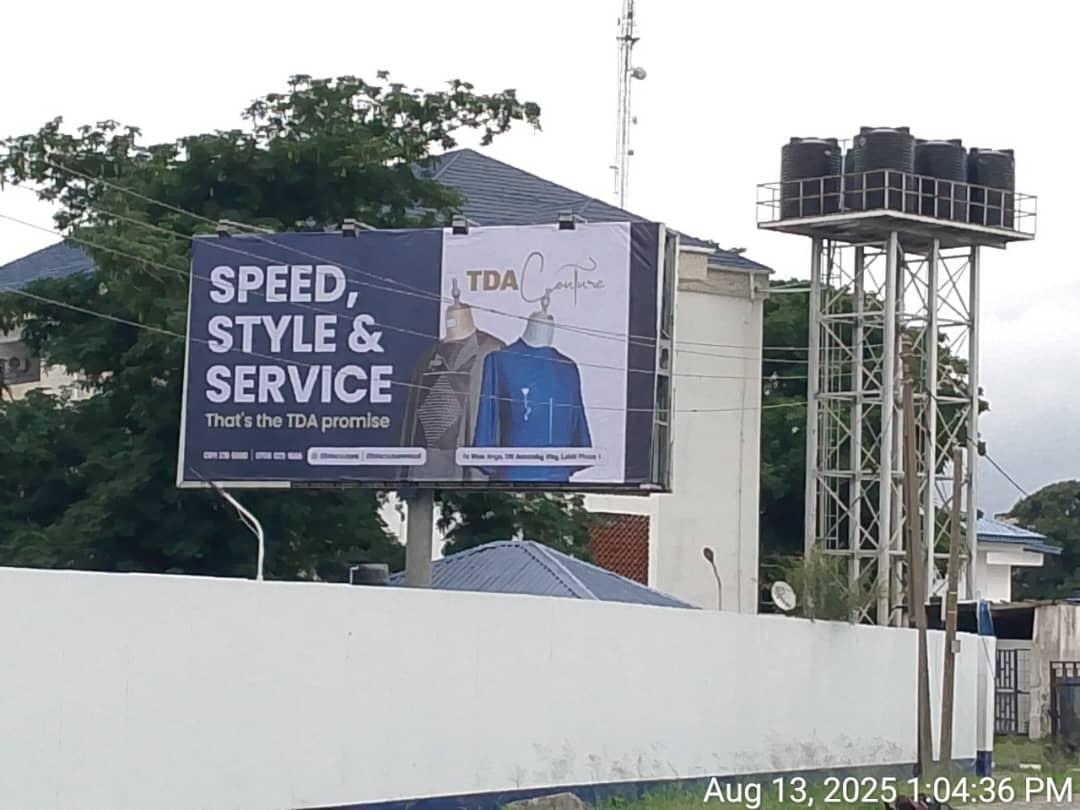 TDA Couture
SPEED,
STYLE &
SERVICE
That's the TDA promise
Aug 13, 2025 1:04:36 PM